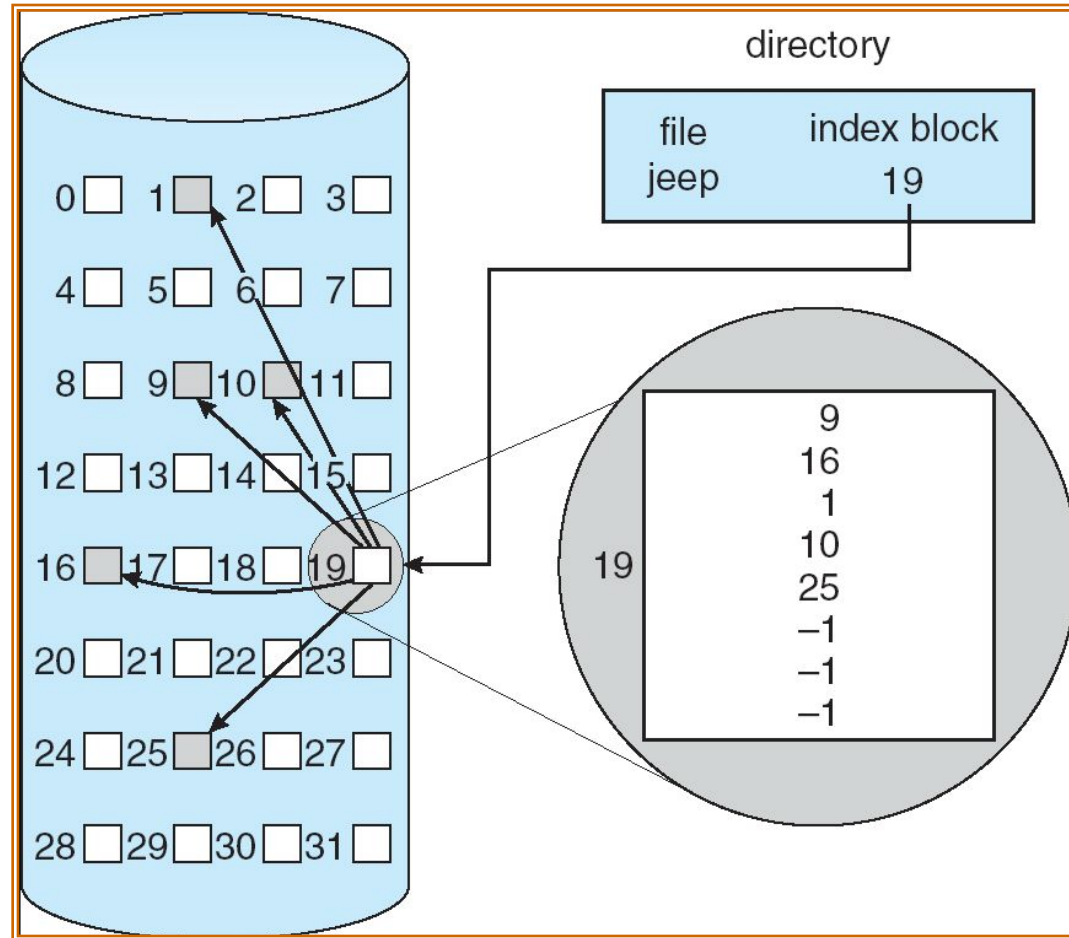 directory
file index block
jeep 19
0 1 2 3
4 5 6 7
8 9 10 11
12 13 14 15
16 17 18 19
20 21 22 23
24 25 26 27
28 29 30 31
19
9
16
1
10
25
–1
–1
–1